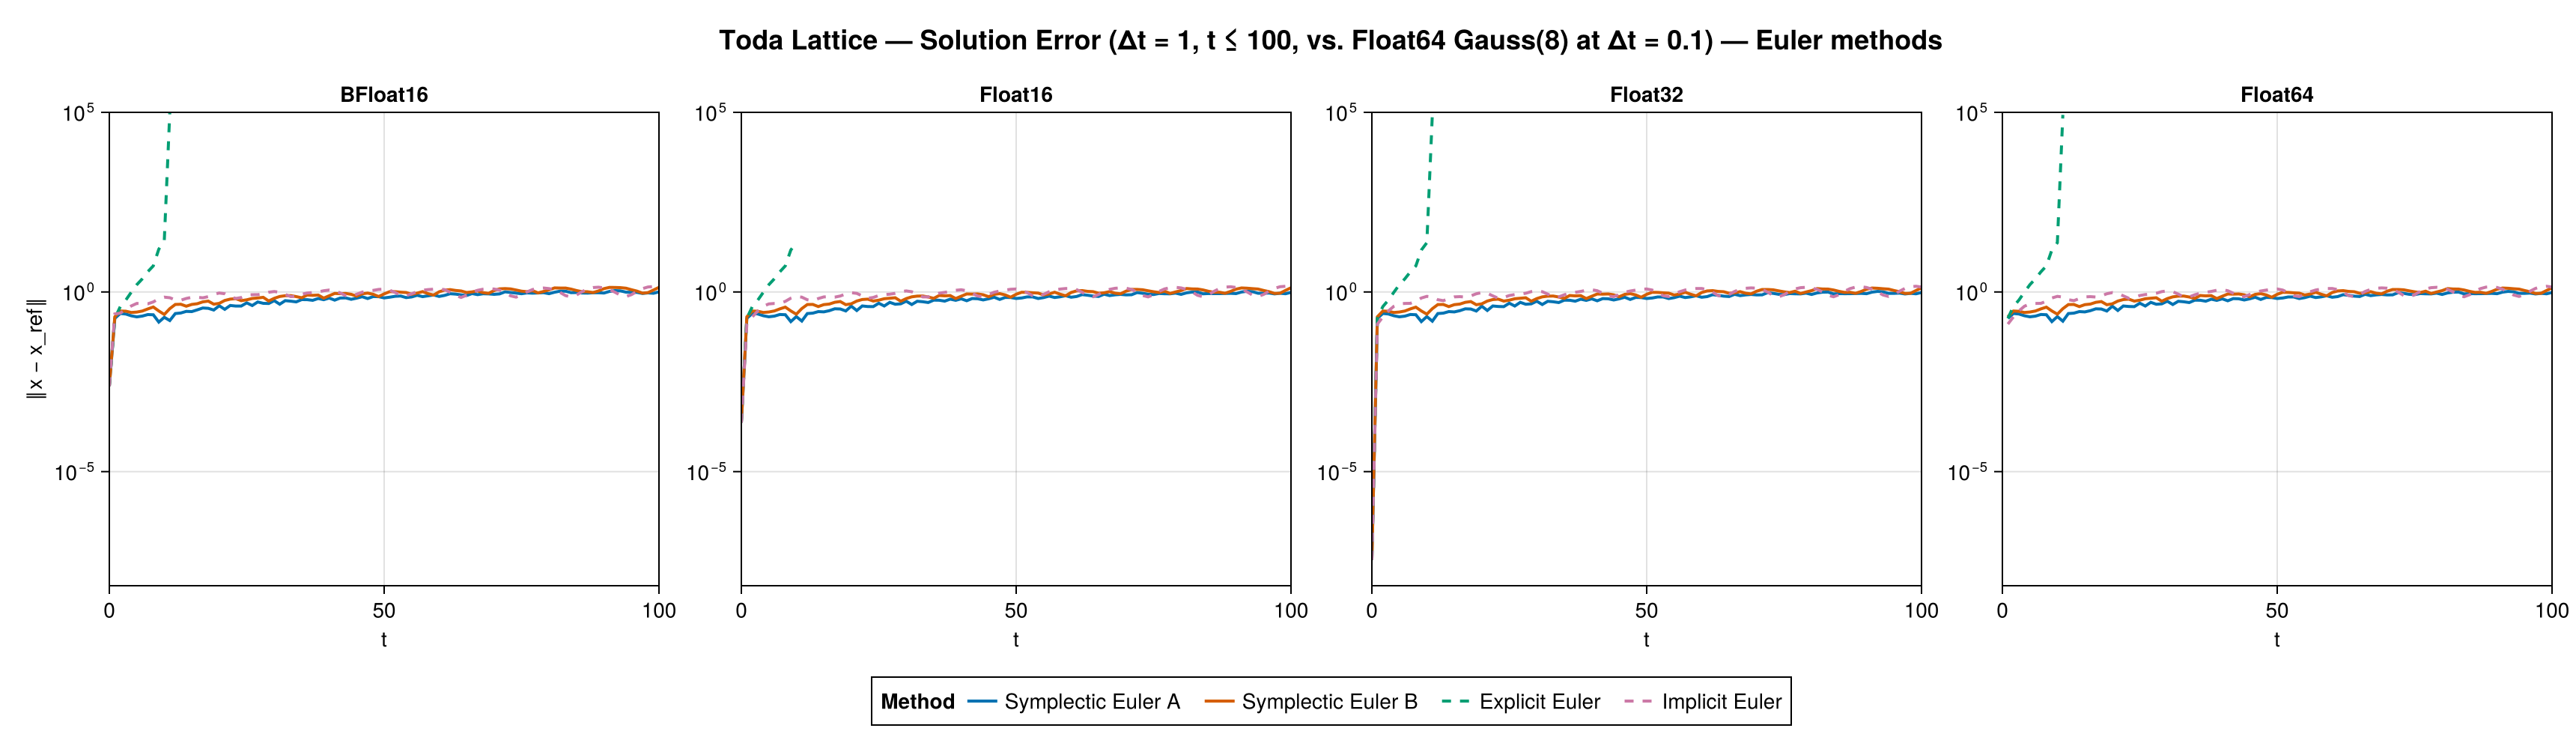 Toda Lattice — Solution Error (Δt = 1, t ≤ 100, vs. Float64 Gauss(8) at Δt = 0.1) — Euler methods
BFloat16 Float16 Float32 Float64
‖x − x_ref‖
10⁵ 10⁵ 10⁵ 10⁵
10⁰ 10⁰ 10⁰ 10⁰
10⁻⁵ 10⁻⁵ 10⁻⁵ 10⁻⁵
0 50 100 0 50 100 0 50 100 0 50 100
t t t t
Method Symplectic Euler A Symplectic Euler B Explicit Euler Implicit Euler